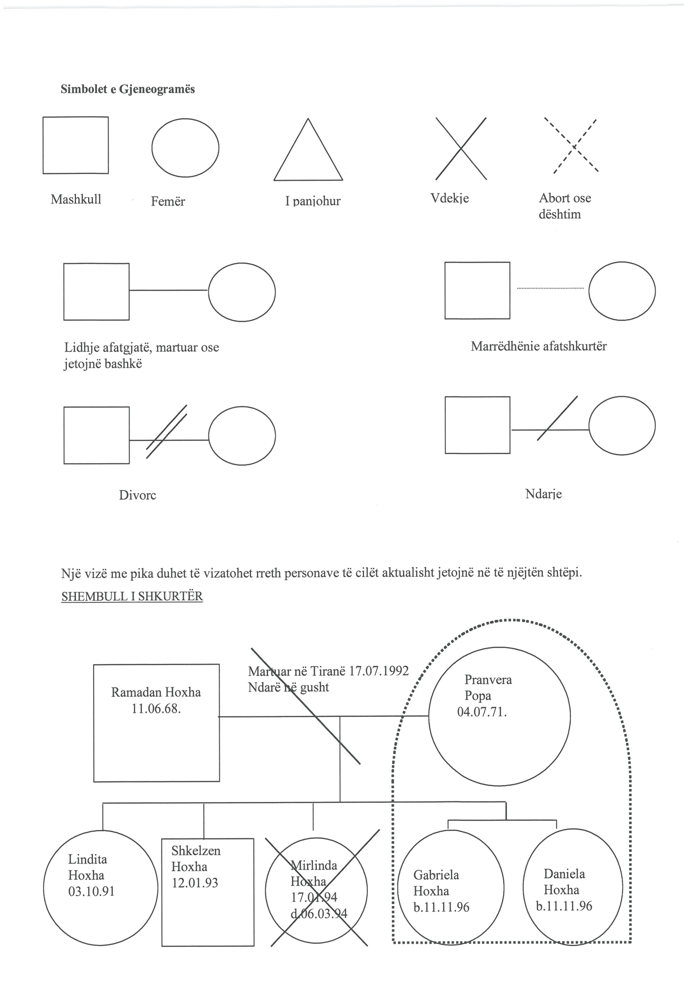 Simbolet e Gjeneogramës
Mashkull
Femër
I panjohur
Vdekje
Abort ose
dështim
Lidhje afatgjatë, martuar ose
jetojnë bashkë
Marrëdhënie afatshkurtër
Divorc
Ndarje
Një vizë me pika duhet të vizatohet rreth personave të cilët aktualisht jetojnë në të njëjtën shtëpi.
SHEMBULL I SHKURTËR
Ramadan Hoxha
11.06.68.
Martuar në Tiranë 17.07.1992
Ndarë në gusht
Pranvera
Popa
04.07.71.
Lindita
Hoxha
03.10.91
Shkelzen
Hoxha
12.01.93
Mirlinda
Hoxha
17.01.94
d.06.03.94
Gabriela
Hoxha
b.11.11.96
Daniela
Hoxha
b.11.11.96